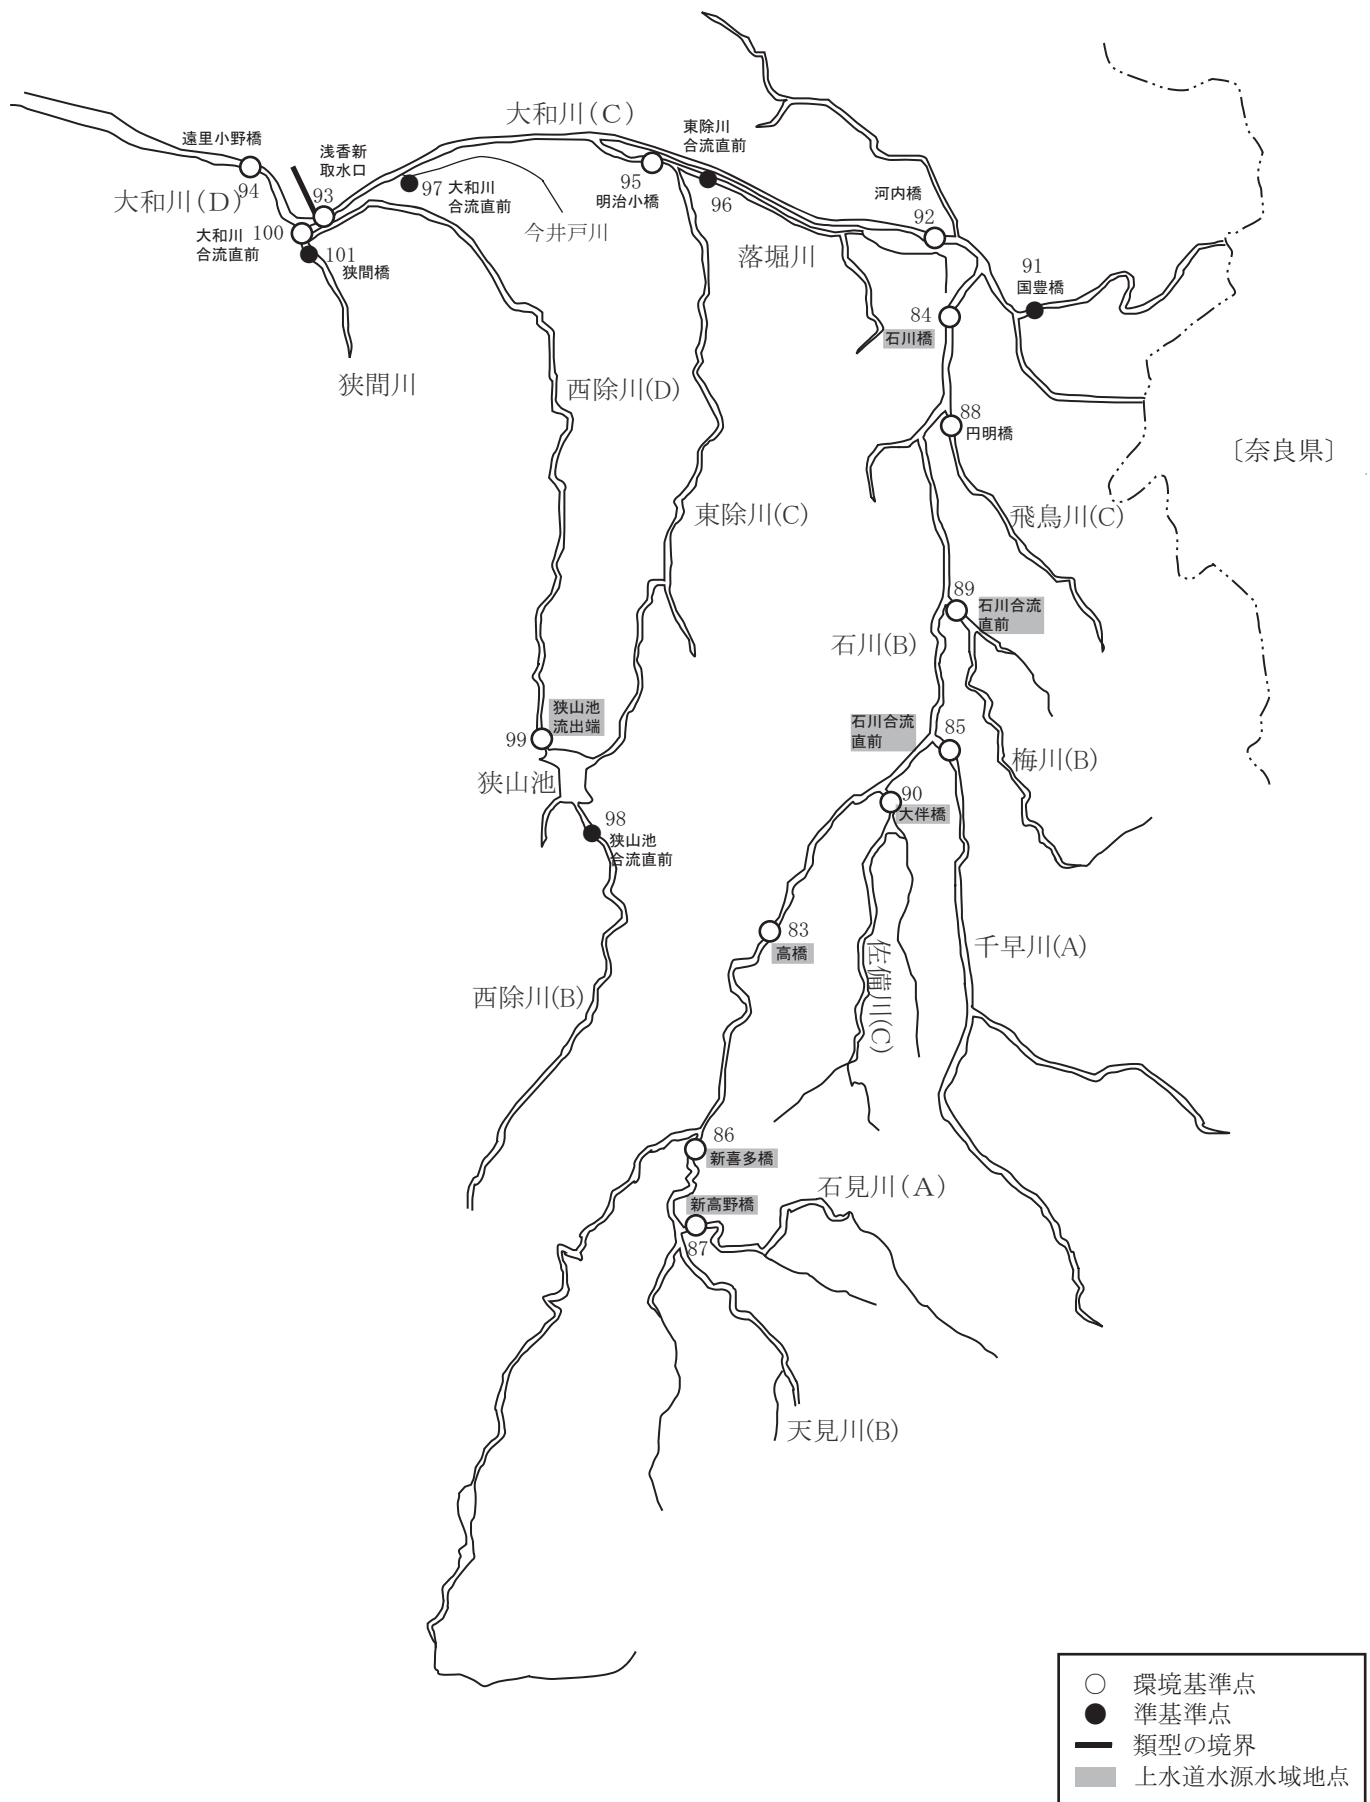 大和川(C)
遠里小野橋
94
浅香新
取水口
93
大和川(D)
大和川
合流直前
100
101
狭間橋
狭間川
97
大和川
合流直前
今井戸川
95
明治小橋
東除川
合流直前
96
落堀川
河内橋
92
91
国豊橋
84
石川橋
88
円明橋
〔奈良県〕
西除川(D)
東除川(C)
飛鳥川(C)
89
石川合流
直前
石川(B)
狭山池
流出端
99
狭山池
98
狭山池
合流直前
石川合流
直前
85
梅川(B)
90
大伴橋
83
高橋
佐備川(C)
千早川(A)
西除川(B)
86
新喜多橋
新高野橋
87
石見川(A)
天見川(B)
環境基準点
準基準点
類型の境界
上水道水源水域地点